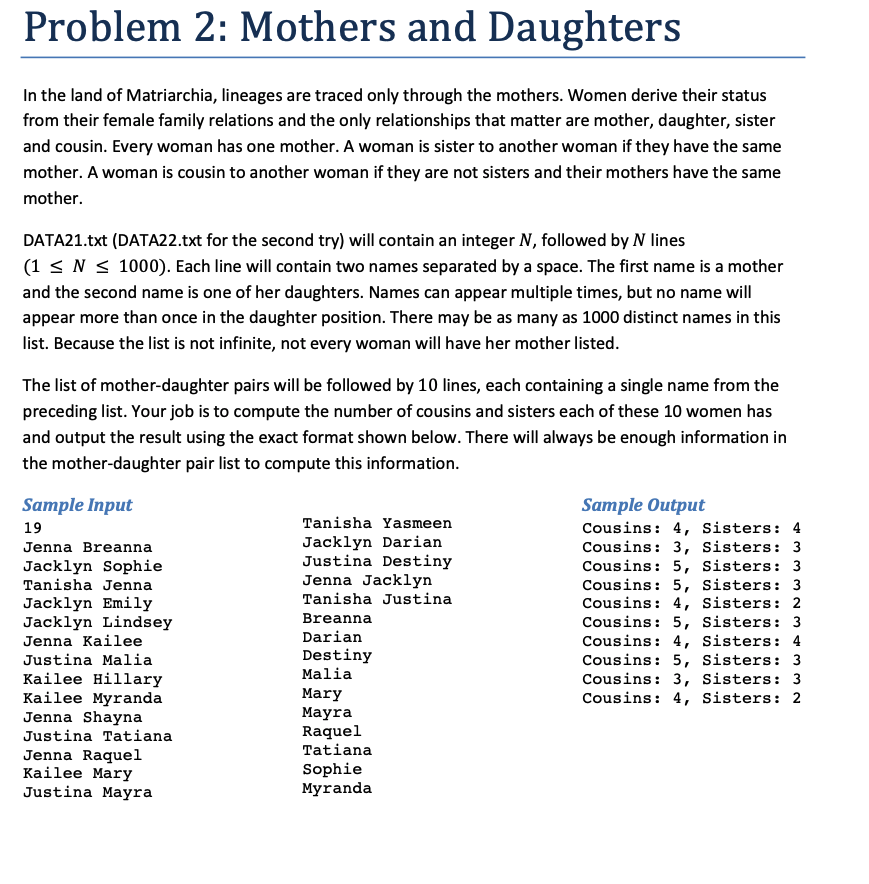 Problem 2: Mothers and Daughters
In the land of Matriarchia, lineages are traced only through the mothers. Women derive their status
from their female family relations and the only relationships that matter are mother, daughter, sister
and cousin. Every woman has one mother. A woman is sister to another woman if they have the same
mother. A woman is cousin to another woman if they are not sisters and their mothers have the same
mother.
DATA21.txt (DATA22.txt for the second try) will contain an integer N, followed by N lines
(1 ≤ N ≤ 1000). Each line will contain two names separated by a space. The first name is a mother
and the second name is one of her daughters. Names can appear multiple times, but no name will
appear more than once in the daughter position. There may be as many as 1000 distinct names in this
list. Because the list is not infinite, not every woman will have her mother listed.
The list of mother-daughter pairs will be followed by 10 lines, each containing a single name from the
preceding list. Your job is to compute the number of cousins and sisters each of these 10 women has
and output the result using the exact format shown below. There will always be enough information in
the mother-daughter pair list to compute this information.
Sample Input
19
Jenna Breanna
Jacklyn Sophie
Tanisha Jenna
Jacklyn Emily
Jacklyn Lindsey
Jenna Kailee
Justina Malia
Kailee Hillary
Kailee Myranda
Jenna Shayna
Justina Tatiana
Jenna Raquel
Kailee Mary
Justina Mayra
Tanisha Yasmeen
Jacklyn Darian
Justina Destiny
Jenna Jacklyn
Tanisha Justina
Breanna
Darian
Destiny
Malia
Mary
Mayra
Raquel
Tatiana
Sophie
Myranda
Sample Output
Cousins: 4, Sisters: 4
Cousins: 3, Sisters: 3
Cousins: 5, Sisters: 3
Cousins: 5, Sisters: 3
Cousins: 4, Sisters: 2
Cousins: 5, Sisters: 3
Cousins: 4, Sisters: 4
Cousins: 5, Sisters: 3
Cousins: 3, Sisters: 3
Cousins: 4, Sisters: 2